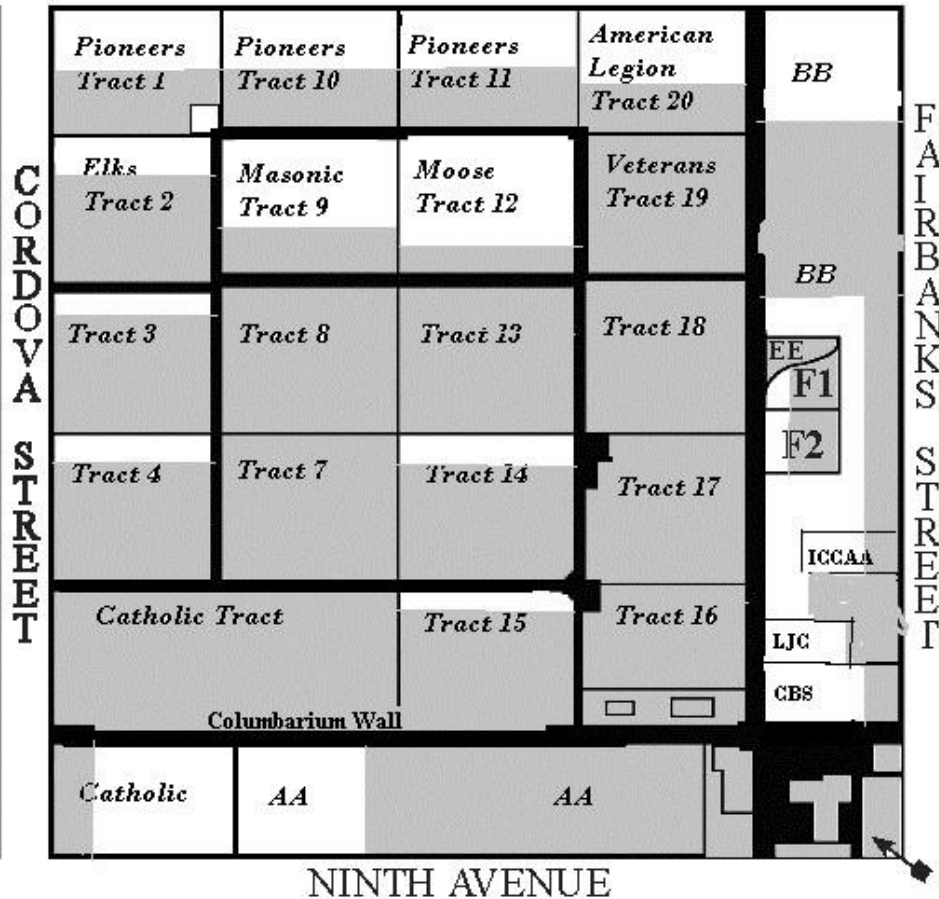 Pioneers
Tract 1
Pioneers
Tract 10
Pioneers
Tract 11
American
Legion
Tract 20
BB
Elks
Tract 2
Masonic
Tract 9
Moose
Tract 12
Veterans
Tract 19
BB
Tract 3
Tract 8
Tract 13
Tract 18
EE
F1
F2
Tract 4
Tract 7
Tract 14
Tract 17
ICCAA
Catholic Tract
Tract 15
Tract 16
LJC
CBS
Columbarium Wall
Catholic
AA
AA
CORDOVA STREET
FAIRBANKS STREET
NINTH AVENUE